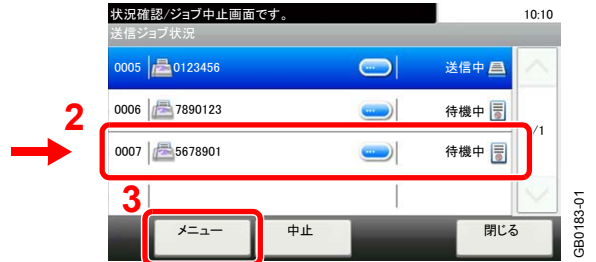 状況確認/ジョブ中止画面です。 10:10
送信ジョブ状況
0005 0123456 送信中
0006 7890123 待機中
2
/1
0007 5678901 待機中
3
メニュー 中止 閉じる
GB0183-01